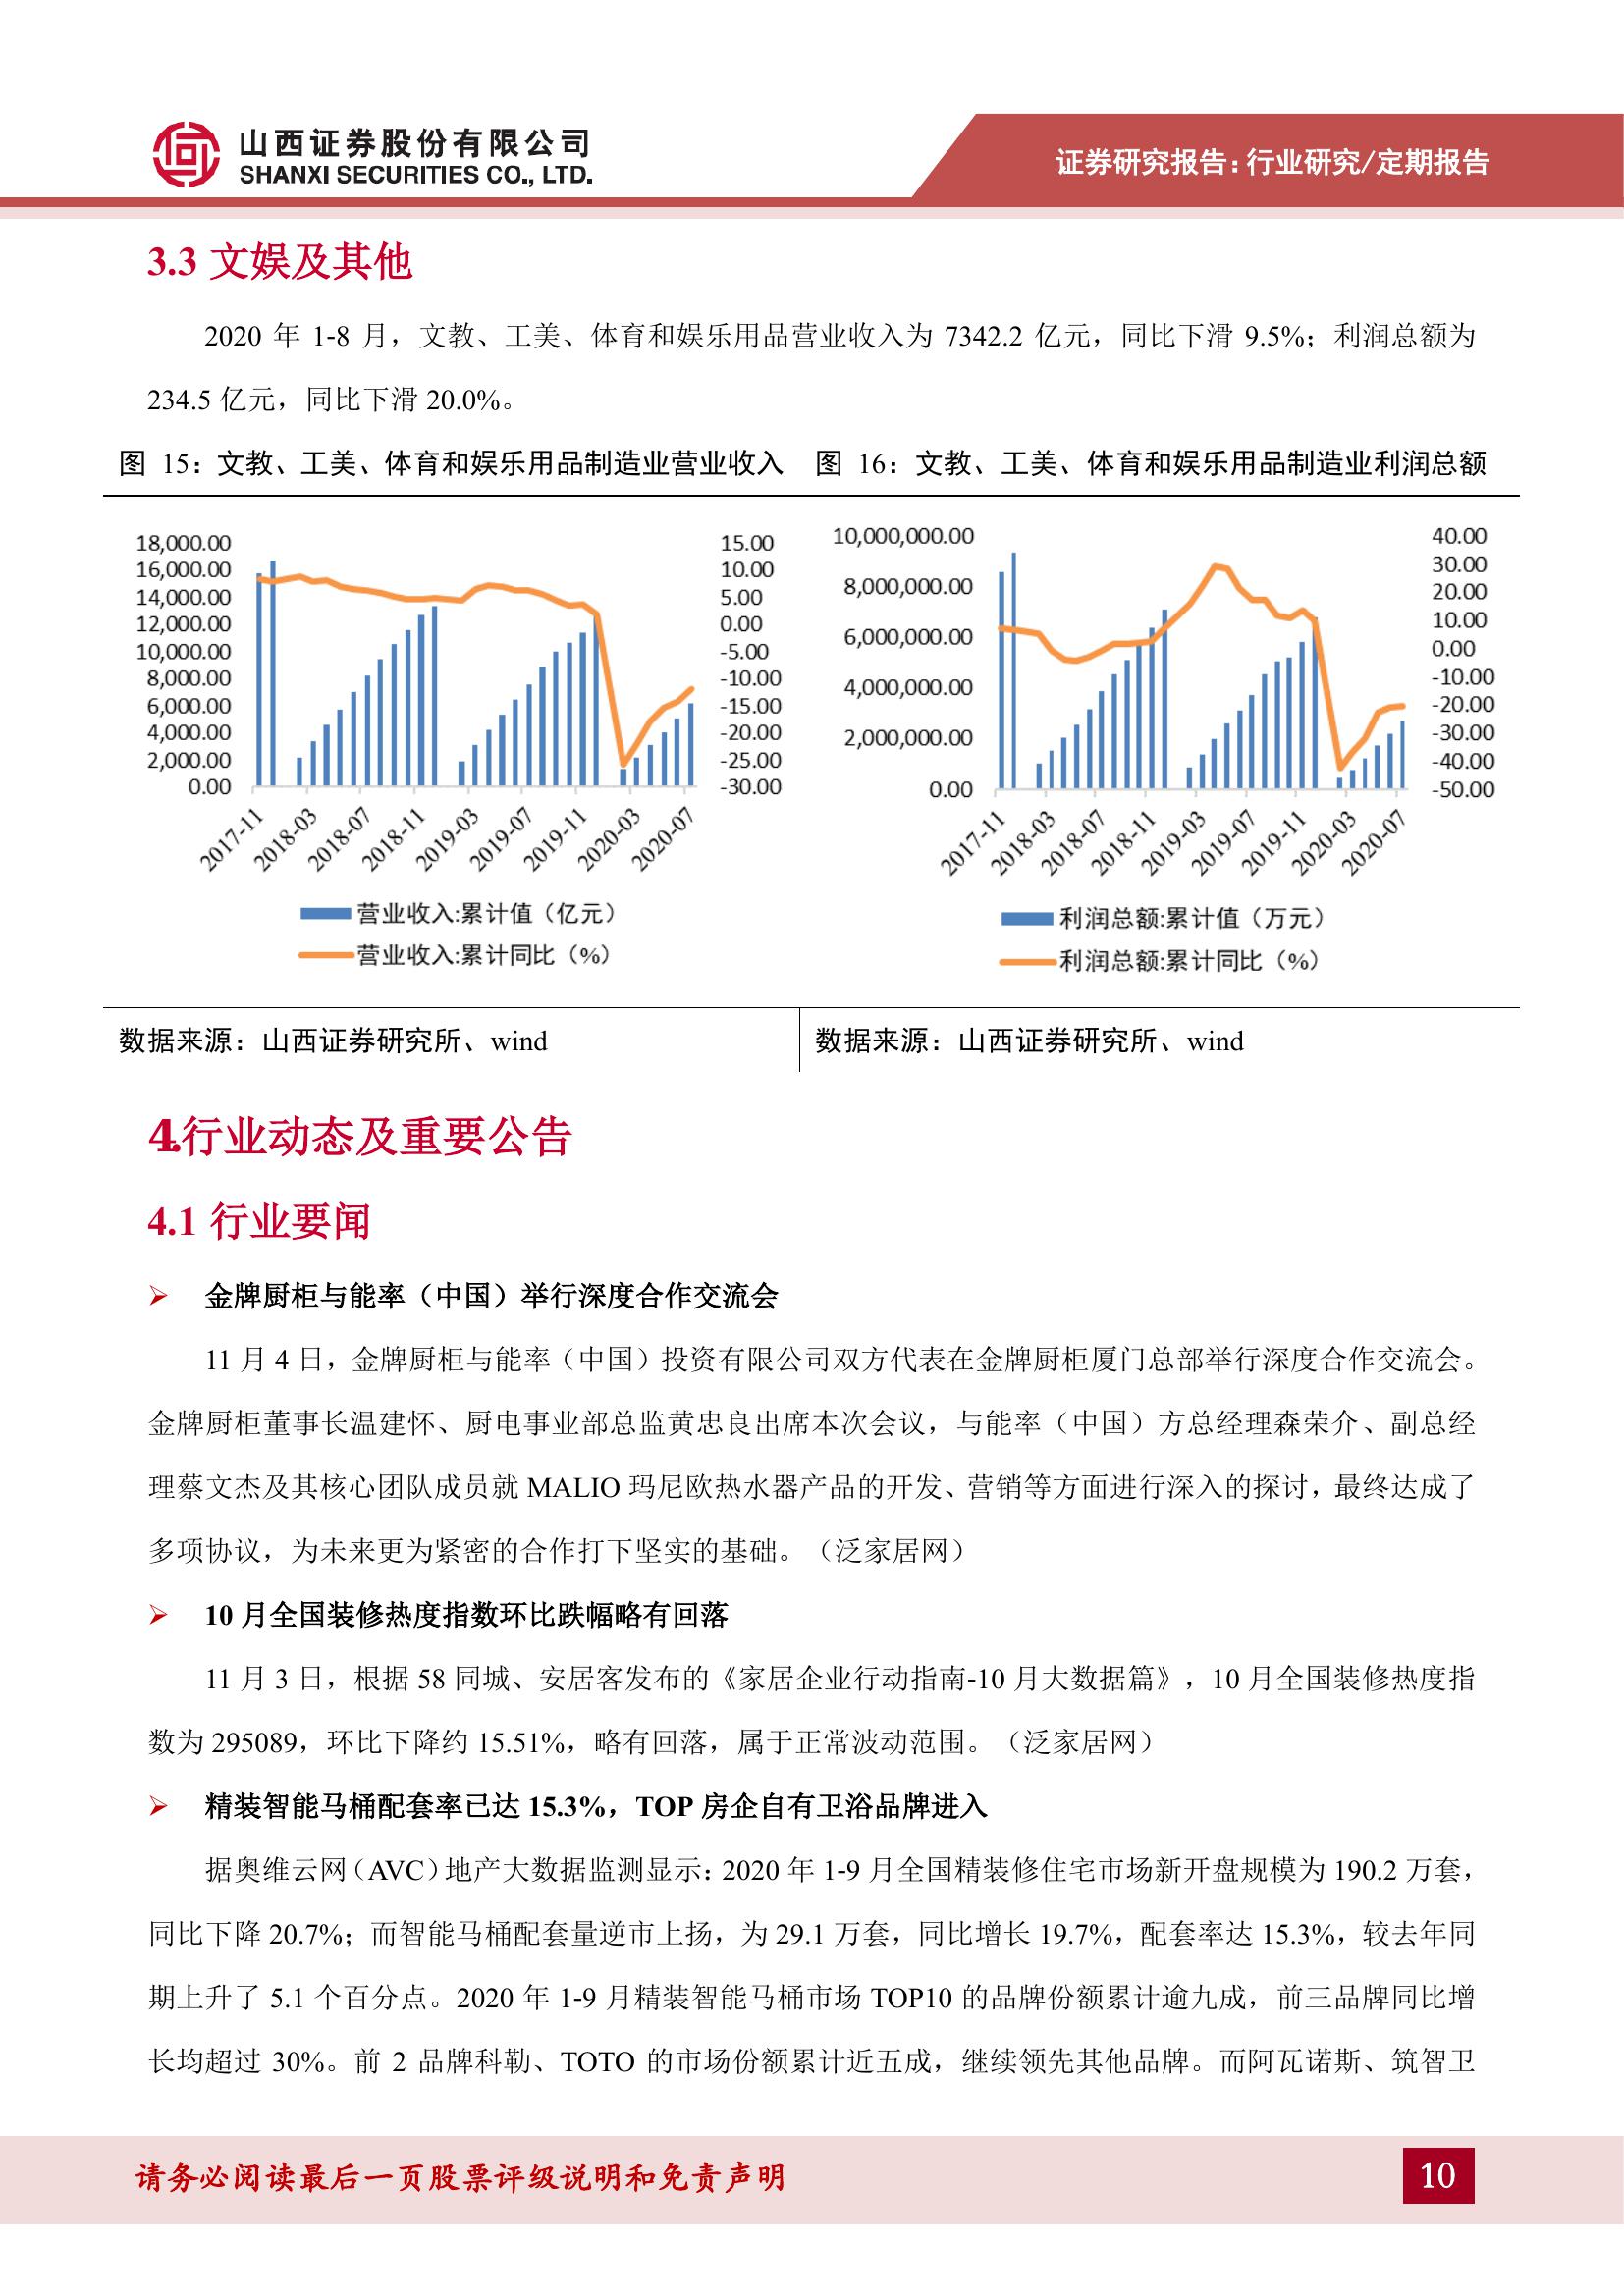 山西证券股份有限公司
SHANXI SECURITIES CO., LTD.
证券研究报告：行业研究/定期报告
3.3 文娱及其他
2020 年 1-8 月，文教、工美、体育和娱乐用品营业收入为 7342.2 亿元，同比下滑 9.5%；利润总额为
234.5 亿元，同比下滑 20.0%。
图 15：文教、工美、体育和娱乐用品制造业营业收入
18,000.00
16,000.00
14,000.00
12,000.00
10,000.00
8,000.00
6,000.00
4,000.00
2,000.00
0.00
15.00
10.00
5.00
0.00
-5.00
-10.00
-15.00
-20.00
-25.00
-30.00
2017-11
2018-03
2018-07
2018-11
2019-03
2019-07
2019-11
2020-03
2020-07
营业收入:累计值（亿元）
营业收入:累计同比（%）
数据来源：山西证券研究所、wind
图 16：文教、工美、体育和娱乐用品制造业利润总额
10,000,000.00
8,000,000.00
6,000,000.00
4,000,000.00
2,000,000.00
0.00
40.00
30.00
20.00
10.00
0.00
-10.00
-20.00
-30.00
-40.00
-50.00
2017-11
2018-03
2018-07
2018-11
2019-03
2019-07
2019-11
2020-03
2020-07
利润总额:累计值（万元）
利润总额:累计同比（%）
数据来源：山西证券研究所、wind
4.行业动态及重要公告
4.1 行业要闻
➢ 金牌厨柜与能率（中国）举行深度合作交流会
11 月 4 日，金牌厨柜与能率（中国）投资有限公司双方代表在金牌厨柜厦门总部举行深度合作交流会。
金牌厨柜董事长温建怀、厨电事业部总监黄忠良出席本次会议，与能率（中国）方总经理森荣介、副总经
理蔡文杰及其核心团队成员就 MALIO 玛尼欧热水器产品的开发、营销等方面进行深入的探讨，最终达成了
多项协议，为未来更为紧密的合作打下坚实的基础。（泛家居网）
➢ 10 月全国装修热度指数环比跌幅略有回落
11 月 3 日，根据 58 同城、安居客发布的《家居企业行动指南-10 月大数据篇》，10 月全国装修热度指
数为 295089，环比下降约 15.51%，略有回落，属于正常波动范围。（泛家居网）
➢ 精装智能马桶配套率已达 15.3%，TOP 房企自有卫浴品牌进入
据奥维云网（AVC）地产大数据监测显示：2020 年 1-9 月全国精装修住宅市场新开盘规模为 190.2 万套，
同比下降 20.7%；而智能马桶配套量逆市上扬，为 29.1 万套，同比增长 19.7%，配套率达 15.3%，较去年同
期上升了 5.1 个百分点。2020 年 1-9 月精装智能马桶市场 TOP10 的品牌份额累计逾九成，前三品牌同比增
长均超过 30%。前 2 品牌科勒、TOTO 的市场份额累计近五成，继续领先其他品牌。而阿瓦诺斯、筑智卫
请务必阅读最后一页股票评级说明和免责声明
10